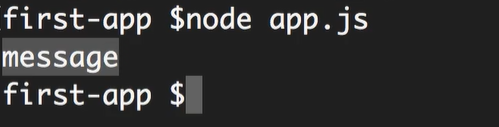 first-app $node app.js
message
first-app $